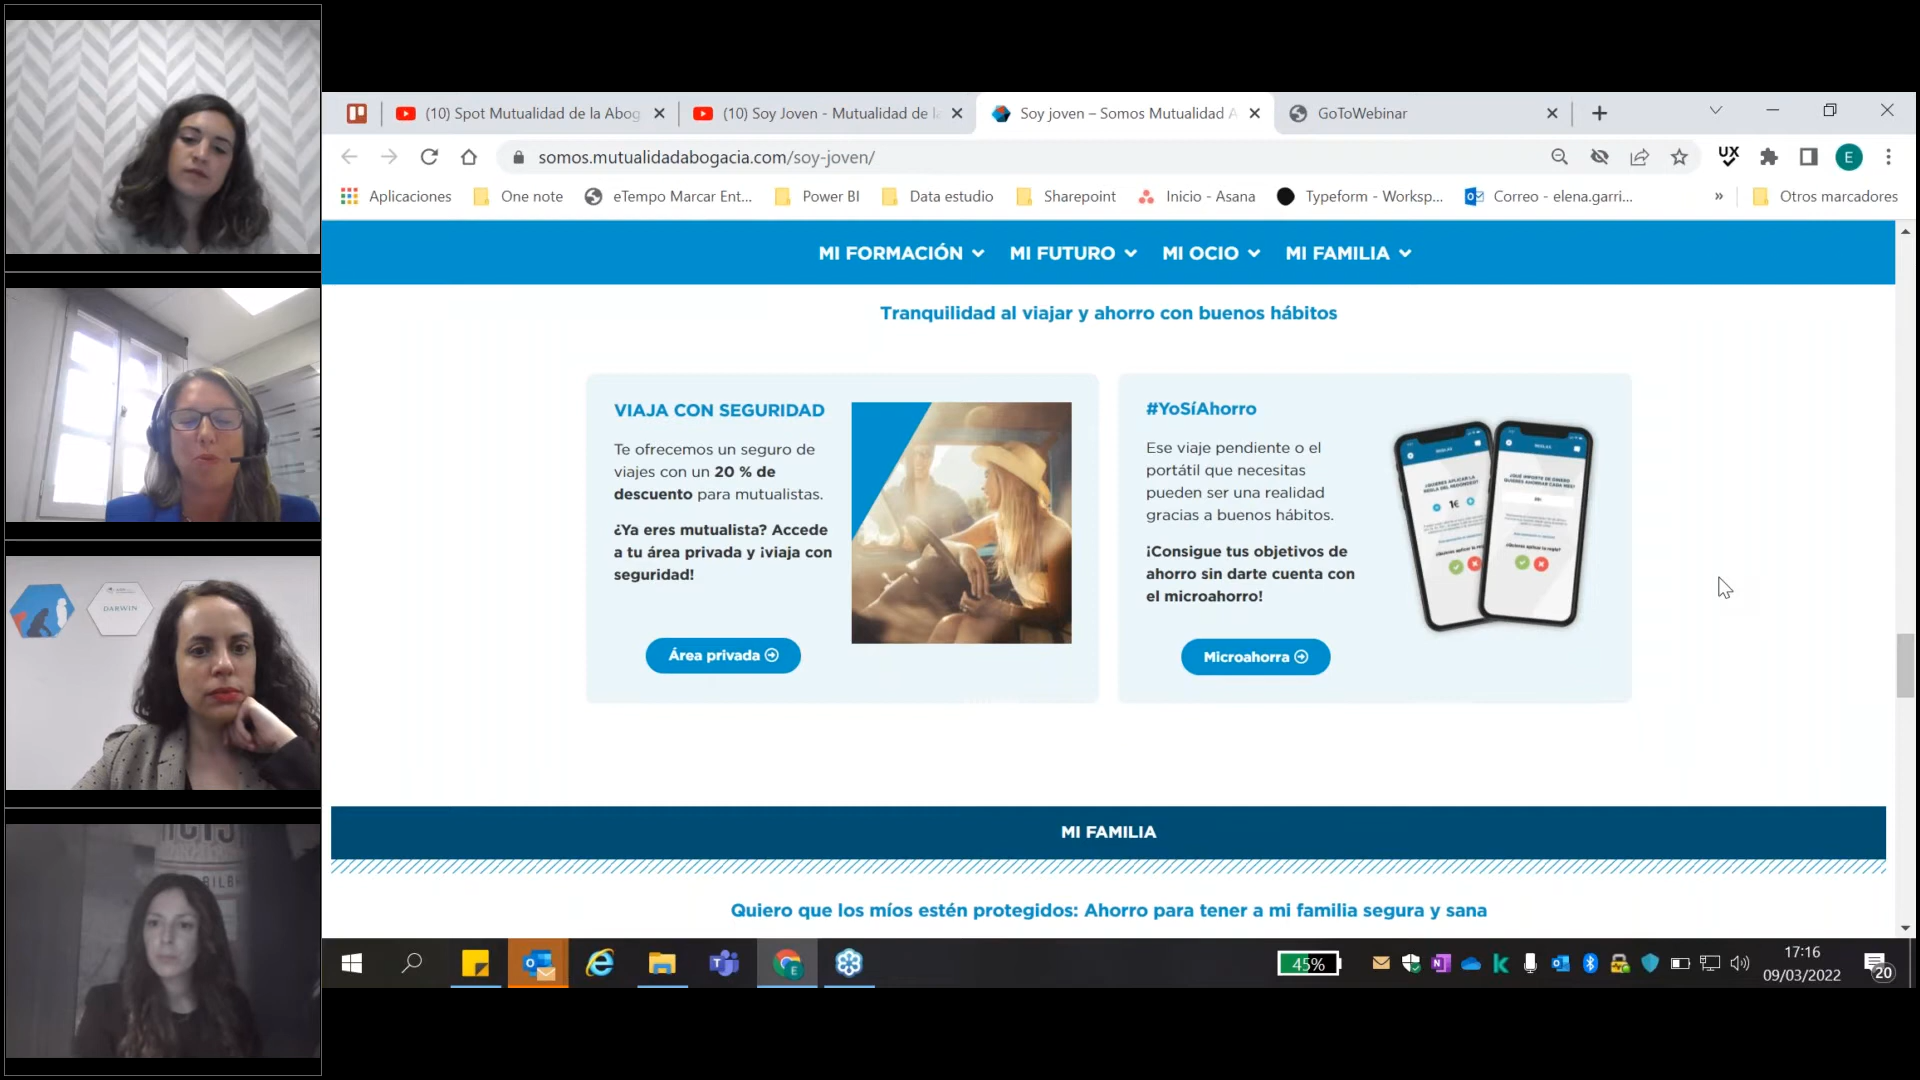 (10) Spot Mutualidad de la Abog
(10) Soy Joven - Mutualidad de la
Soy joven – Somos Mutualidad A
GoToWebinar
somos.mutualidadabogacia.com/soy-joven/
UX
E
Aplicaciones
One note
eTempo Marcar Ent...
Power BI
Data estudio
Sharepoint
Inicio - Asana
Typeform - Worksp...
Correo - elena.garri...
»
Otros marcadores
MI FORMACIÓN
MI FUTURO
MI OCIO
MI FAMILIA
Tranquilidad al viajar y ahorro con buenos hábitos
VIAJA CON SEGURIDAD
Te ofrecemos un seguro de
viajes con un 20 % de
descuento para mutualistas.
¿Ya eres mutualista? Accede
a tu área privada y ¡viaja con
seguridad!
Área privada
#YoSíAhorro
Ese viaje pendiente o el
portátil que necesitas
pueden ser una realidad
gracias a buenos hábitos.
¡Consigue tus objetivos de
ahorro sin darte cuenta con
el microahorro!
Microahorra
1€
MI FAMILIA
Quiero que los míos estén protegidos: Ahorro para tener a mi familia segura y sana
DARWIN
45%
17:16
09/03/2022
20